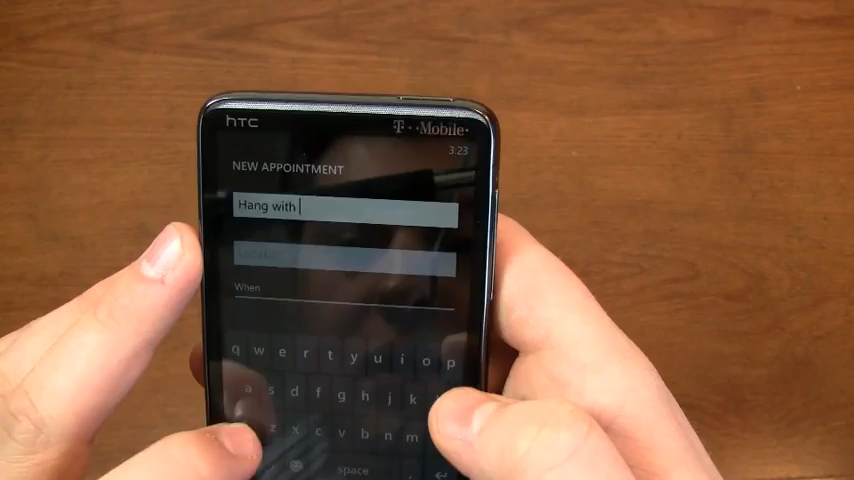 hTC
T··Mobile·
3:23
NEW APPOINTMENT
Hang with
When
q w e r t y u i o p
a s d f g h j k
z x c v b n m
space